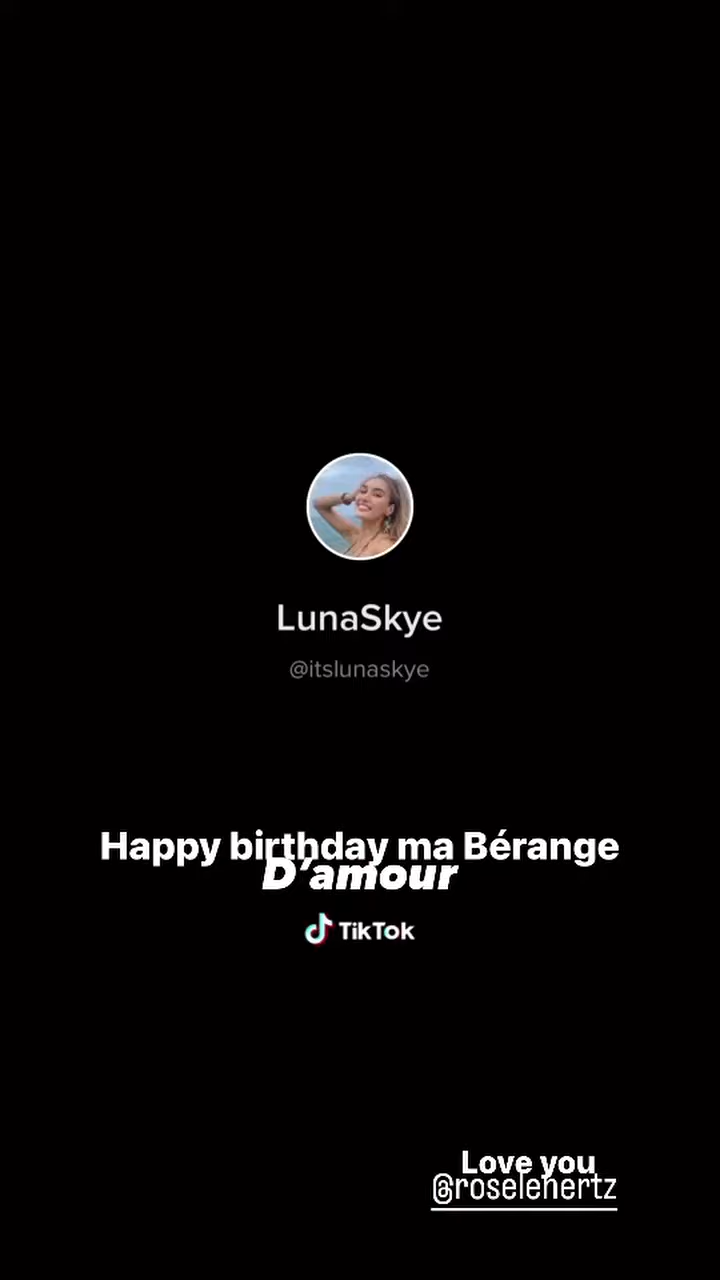 LunaSkye
@itslunaskye
Happy birthday ma Bérange
D'amour
TikTok
Love you
@roselehertz